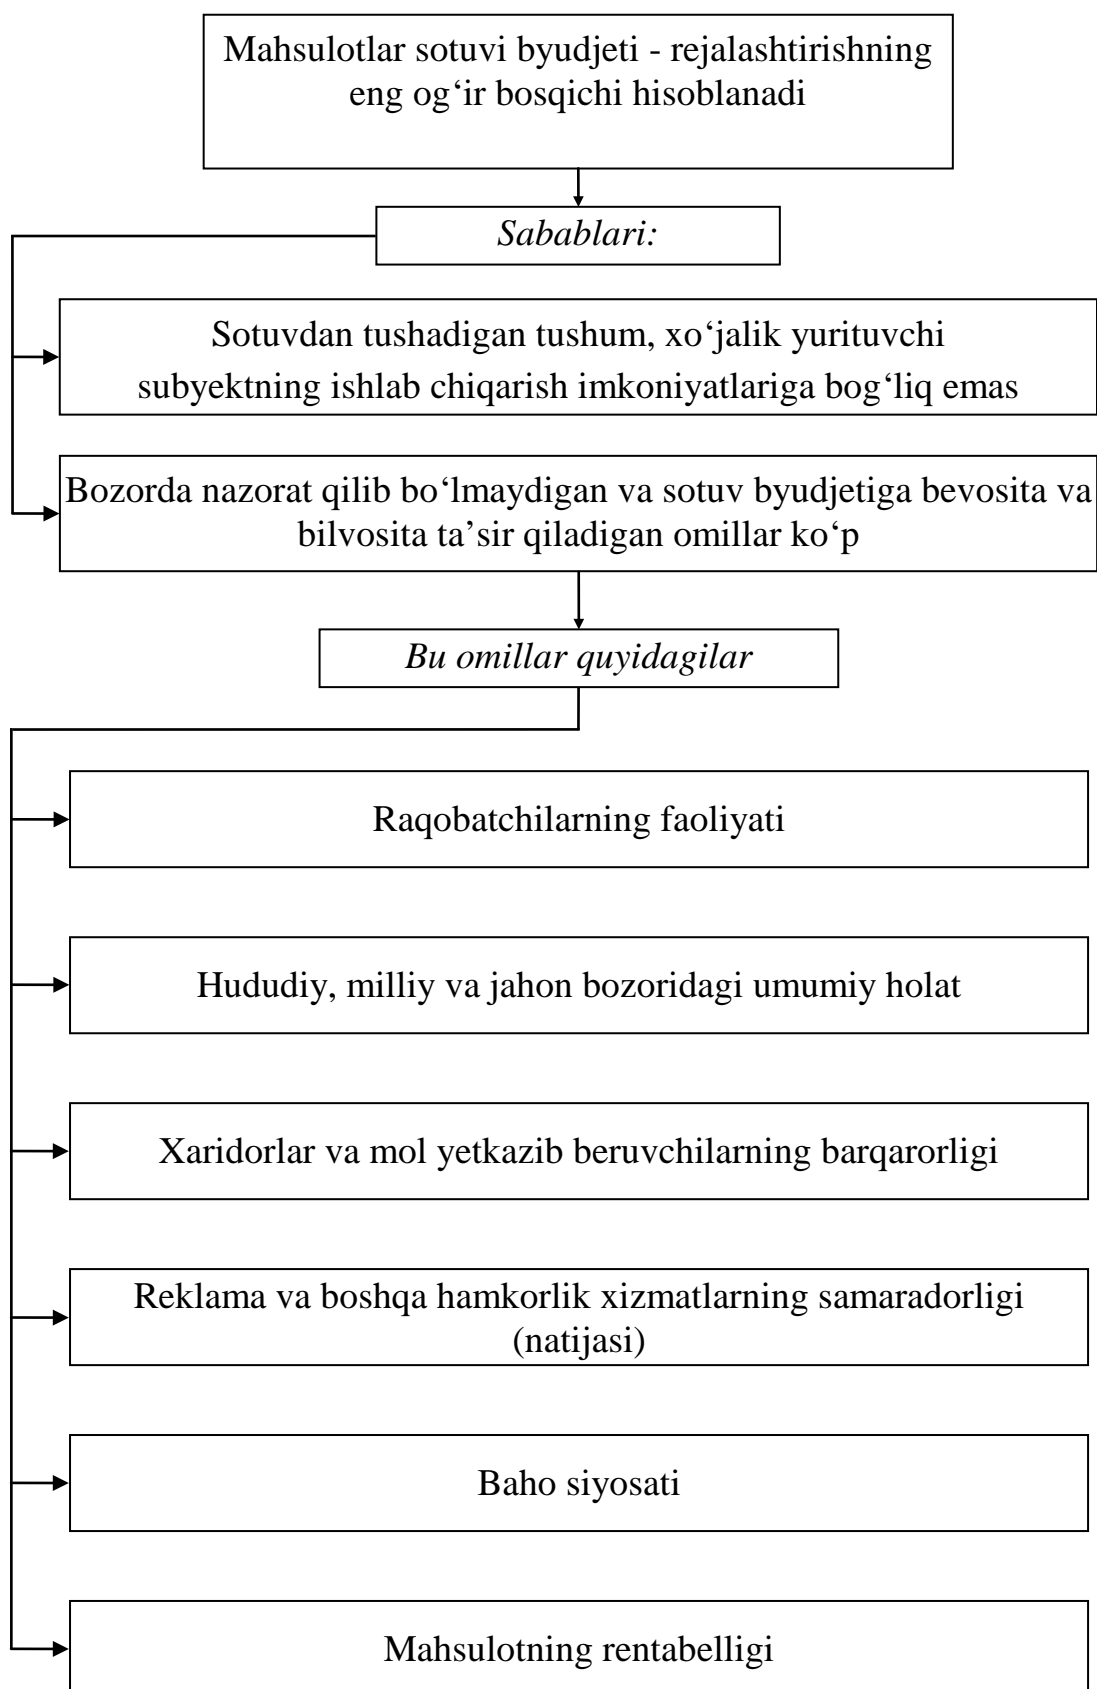 Mahsulotlar sotuvi byudjeti - rejalashtirishning
eng og‘ir bosqichi hisoblanadi
Sabablari:
Sotuvdan tushadigan tushum, xo‘jalik yurituvchi
subyektning ishlab chiqarish imkoniyatlariga bog‘liq emas
Bozorda nazorat qilib bo‘lmaydigan va sotuv byudjetiga bevosita va
bilvosita ta’sir qiladigan omillar ko‘p
Bu omillar quyidagilar
Raqobatchilarning faoliyati
Hududiy, milliy va jahon bozoridagi umumiy holat
Xaridorlar va mol yetkazib beruvchilarning barqarorligi
Reklama va boshqa hamkorlik xizmatlarning samaradorligi
(natijasi)
Baho siyosati
Mahsulotning rentabelligi